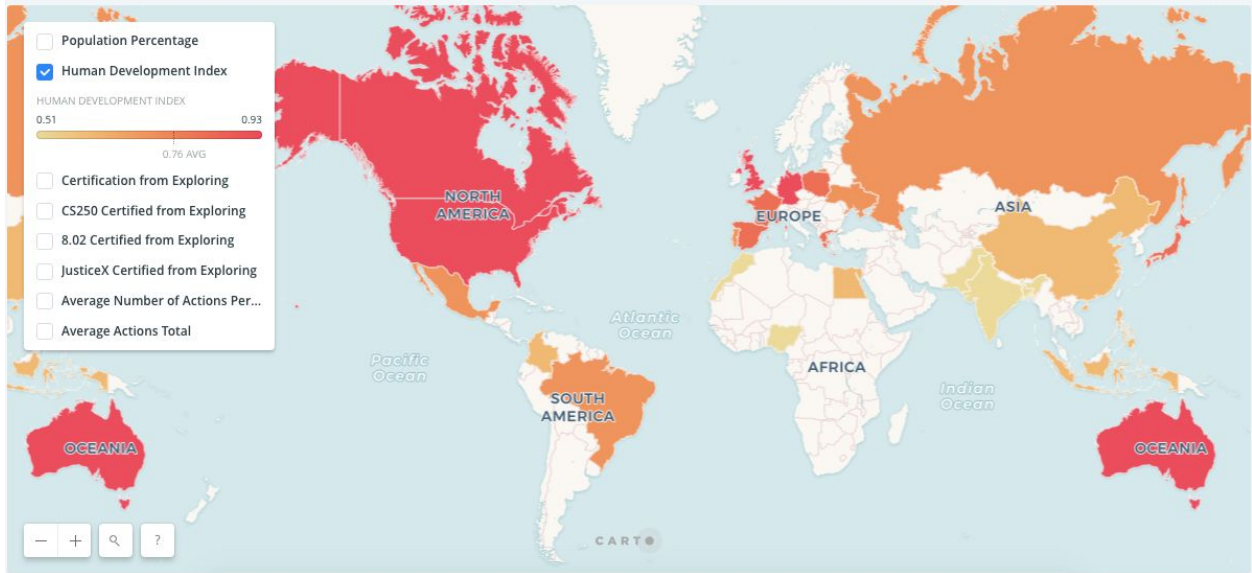 Population Percentage
Human Development Index
HUMAN DEVELOPMENT INDEX
0.51 0.93
0.76 AVG
Certification from Exploring
CS250 Certified from Exploring
8.02 Certified from Exploring
JusticeX Certified from Exploring
Average Number of Actions Per...
Average Actions Total
NORTH
AMERICA
EUROPE
ASIA
Atlantic
Ocean
Pacific
Ocean
AFRICA
Indian
Ocean
SOUTH
AMERICA
OCEANIA
OCEANIA
− + ?
CARTO